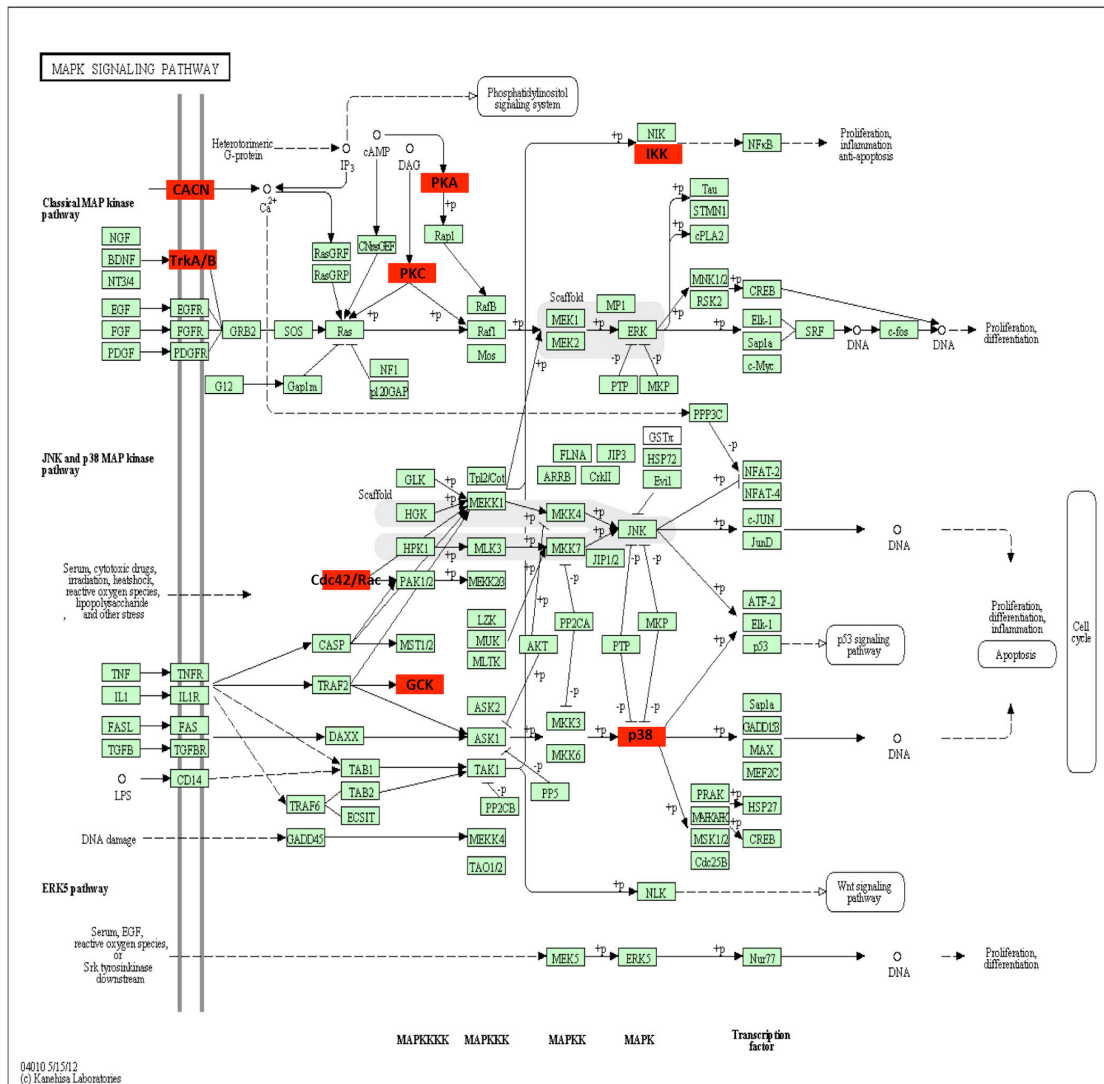 MAPK SIGNALING PATHWAY
Phosphatidylinositol
signaling system
Heterotorimeric
G-protein
IP3
cAMP
DAG
+p
NIK
IKK
NFκB
Proliferation,
inflammation
anti-apoptosis
CACN
Ca2+
PKA
+p
Classical MAP kinase
pathway
Tau
STMN1
cPLA2
+p
+p
NGF
BDNF
NT3/4
TrkA/B
RasGRF
RasGRP
CNrasGEF
PKC
Rap1
RafB
EGF
EGFR
FGF
FGFR
PDGF
PDGFR
GRB2
SOS
Ras
+p
+p
Raf1
Mos
+p
Scaffold
MEK1
MEK2
MP1
+p
ERK
+p
MNK1/2
RSK2
+p
CREB
+p
Elk-1
Sap1a
c-Myc
SRF
DNA
c-fos
DNA
Proliferation,
differentiation
G12
Gap1m
NF1
p120GAP
+p
-p
-p
PTP
MKP
PPP3C
-p
JNK and p38 MAP kinase
pathway
GLK
HGK
Scaffold
+p
+p
Tpl2/Cot
MEKK1
FLNA
JIP3
ARRB
CrkII
GSTπ
HSP72
Evi1
NFAT-2
NFAT-4
+p
+p
MKK4
+p
JNK
+p
c-JUN
JunD
DNA
HPK1
+p
MLK3
+p
MKK7
+p
JIP1/2
Serum, cytotoxic drugs,
irradiation, heatshock,
reactive oxygen species,
lipopolysaccharide
and other stress
,
Cdc42/Rac
PAK1/2
+p
MEKK2/3
+p
-p
-p
-p
LZK
MUK
MLTK
PP2CA
AKT
+p
MKP
PTP
ATF-2
Elk-1
p53
+p
p53 signaling
pathway
Proliferation,
differentiation,
inflammation
Apoptosis
Cell
cycle
CASP
MST1/2
TNF
TNFR
IL1
IL1R
TRAF2
GCK
ASK2
-p
-p
-p
FASL
FAS
TGFB
TGFBR
DAXX
ASK1
+p
MKK3
MKK6
+p
p38
+p
Sap1a
GADD153
MAX
MEF2C
DNA
LPS
CD14
TAB1
TAB2
ECSIT
TRAF6
TAK1
-p
-p
PP2CB
PP5
PRAK
MAPKAPK
MSK1/2
Cdc25B
+p
+p
+p
HSP27
CREB
DNA damage
GADD45
MEKK4
TAO1/2
ERK5 pathway
+p
NLK
Wnt signaling
pathway
Serum, EGF,
reactive oxygen species,
or
Srk tyrosinkinase
downstream
MEK5
+p
ERK5
+p
Nur77
DNA
Proliferation,
differentiation
MAPKKKK
MAPKKK
MAPKK
MAPK
Transcription
factor
04010 5/15/12
(c) Kanehisa Laboratories